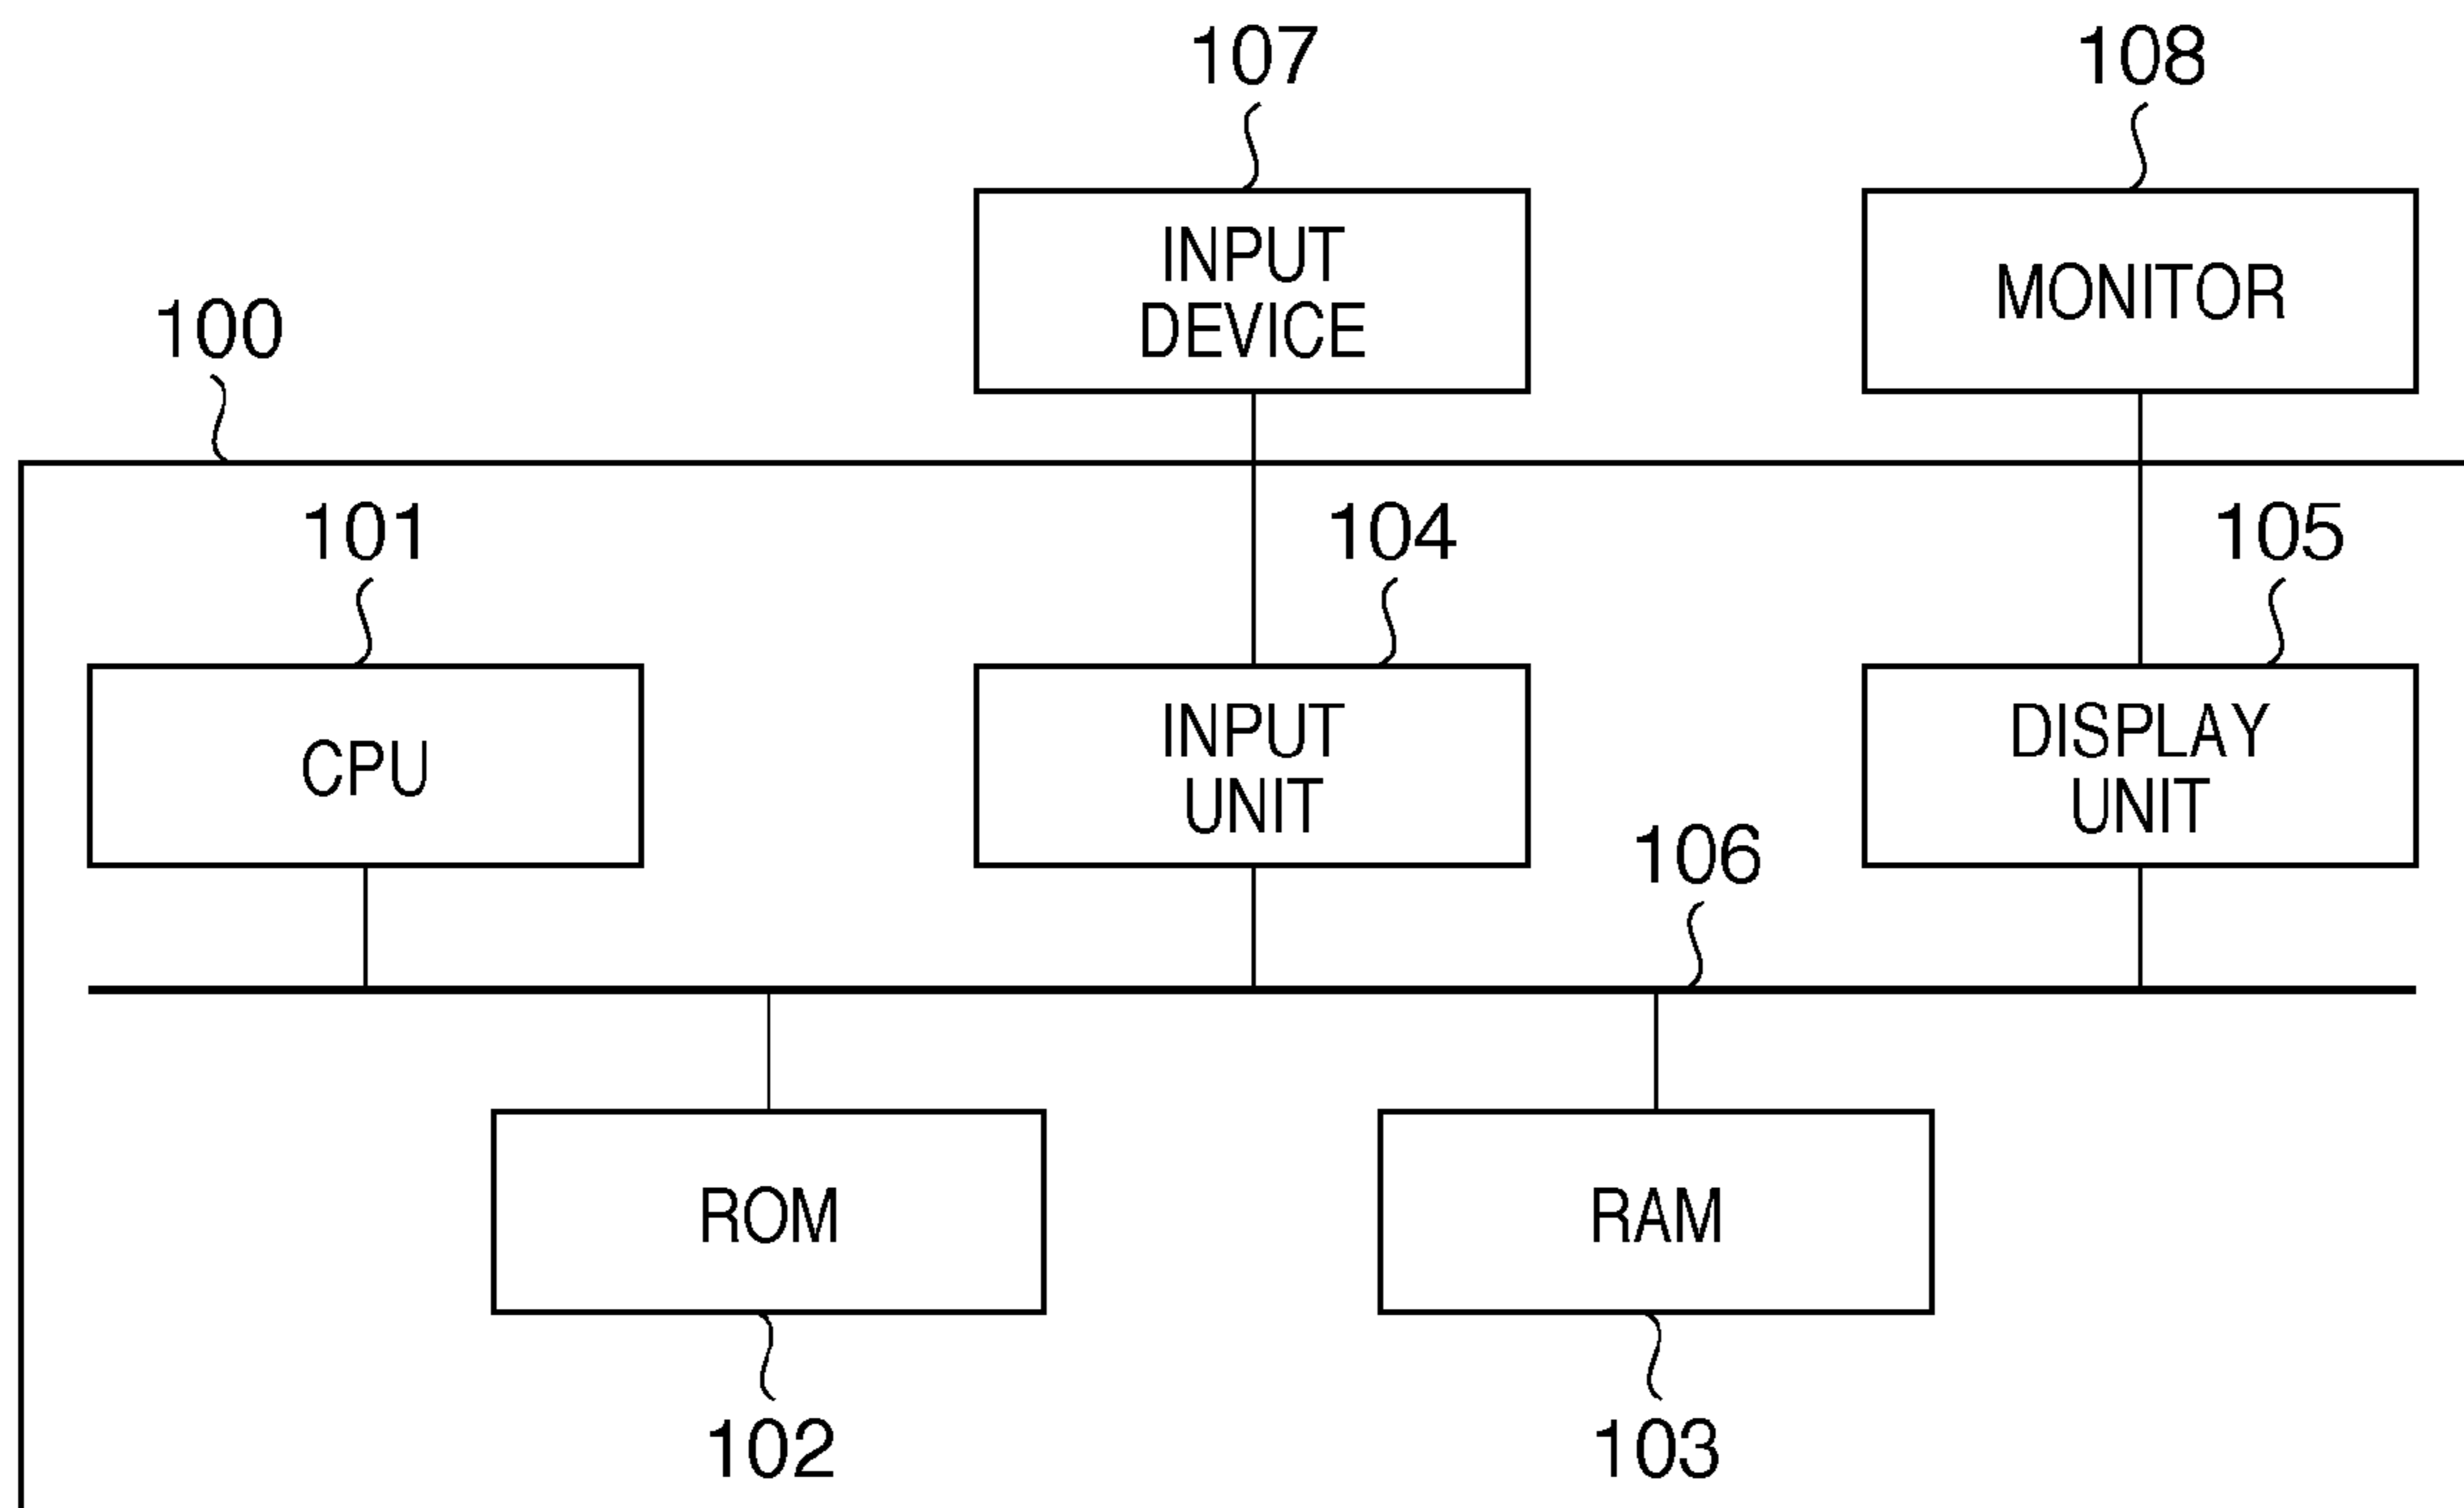 107
108
INPUT
DEVICE
MONITOR
100
101
104
105
CPU
INPUT
UNIT
DISPLAY
UNIT
106
ROM
RAM
102
103